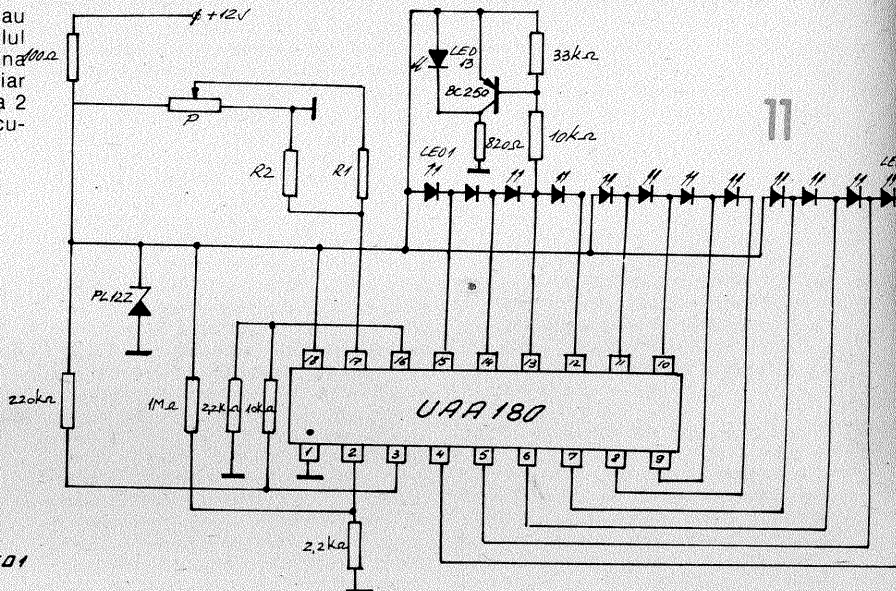 au
lul
na
iar
a 2
cu-
+12V
100Ω
P
R2
R1
LED
13
BC250
33kΩ
10kΩ
820Ω
LED1
11
PL12Z
220kΩ
1MΩ
2,2kΩ
10kΩ
18 17 16 15 14 13 12 11 10
UAA180
1 2 3 4 5 6 7 8 9
2,2kΩ